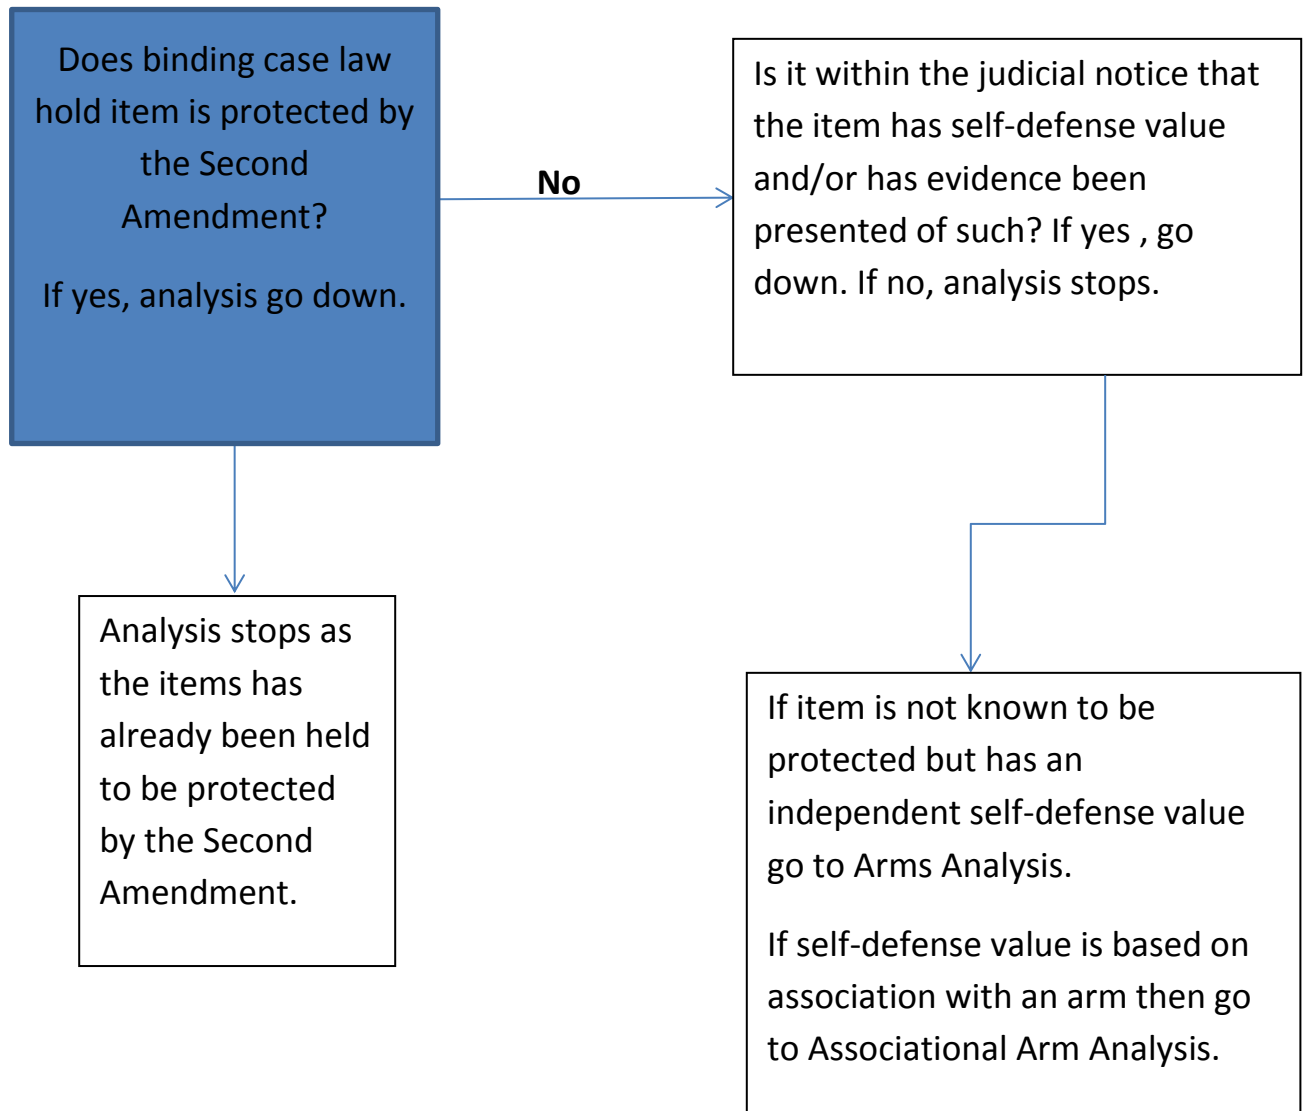 Does binding case law
hold item is protected by
the Second
Amendment?
If yes, analysis go down.
No
Is it within the judicial notice that
the item has self-defense value
and/or has evidence been
presented of such? If yes , go
down. If no, analysis stops.
Analysis stops as
the items has
already been held
to be protected
by the Second
Amendment.
If item is not known to be
protected but has an
independent self-defense value
go to Arms Analysis.
If self-defense value is based on
association with an arm then go
to Associational Arm Analysis.